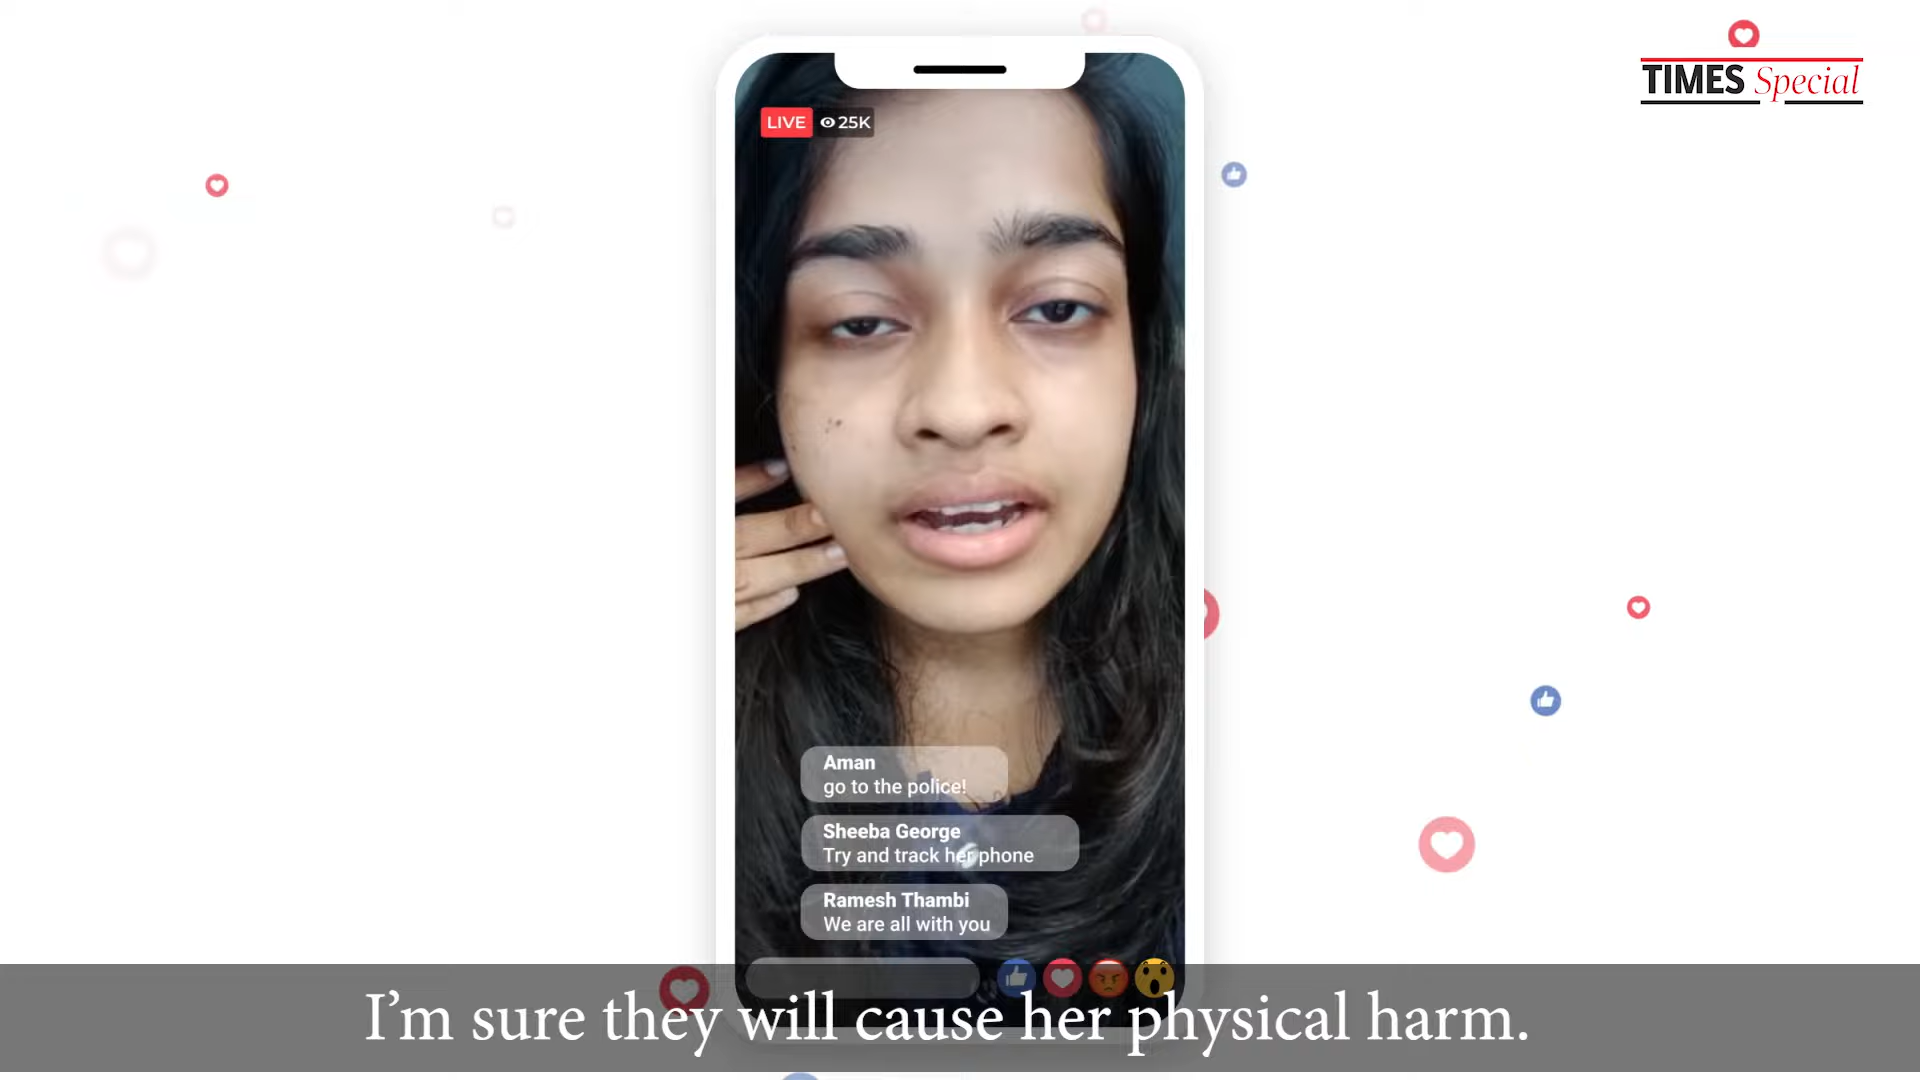 TIMES Special
LIVE 25K
Aman
go to the police!
Sheeba George
Try and track her phone
Ramesh Thambi
We are all with you
I'm sure they will cause her physical harm.